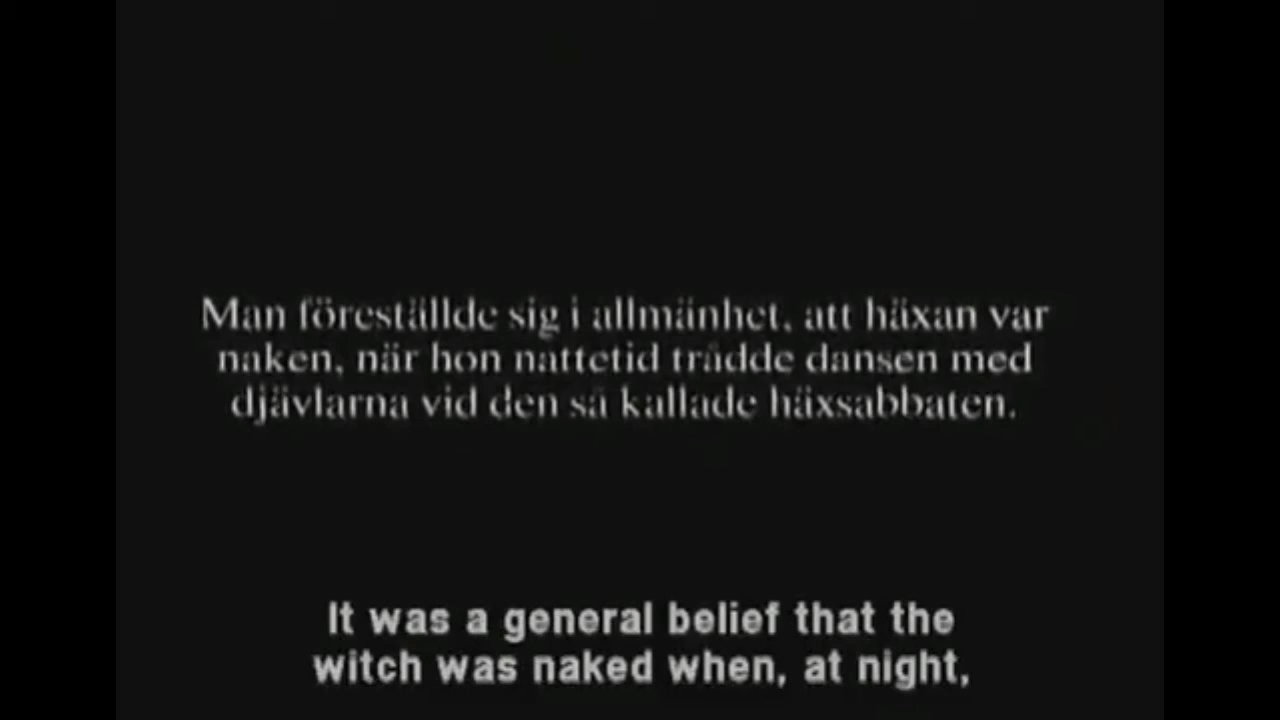 Man föreställde sig i allmänhet, att häxan var
naken, när hon nattetid trådde dansen med
djävlarna vid den så kallade häxsabbaten.
It was a general belief that the
witch was naked when, at night,